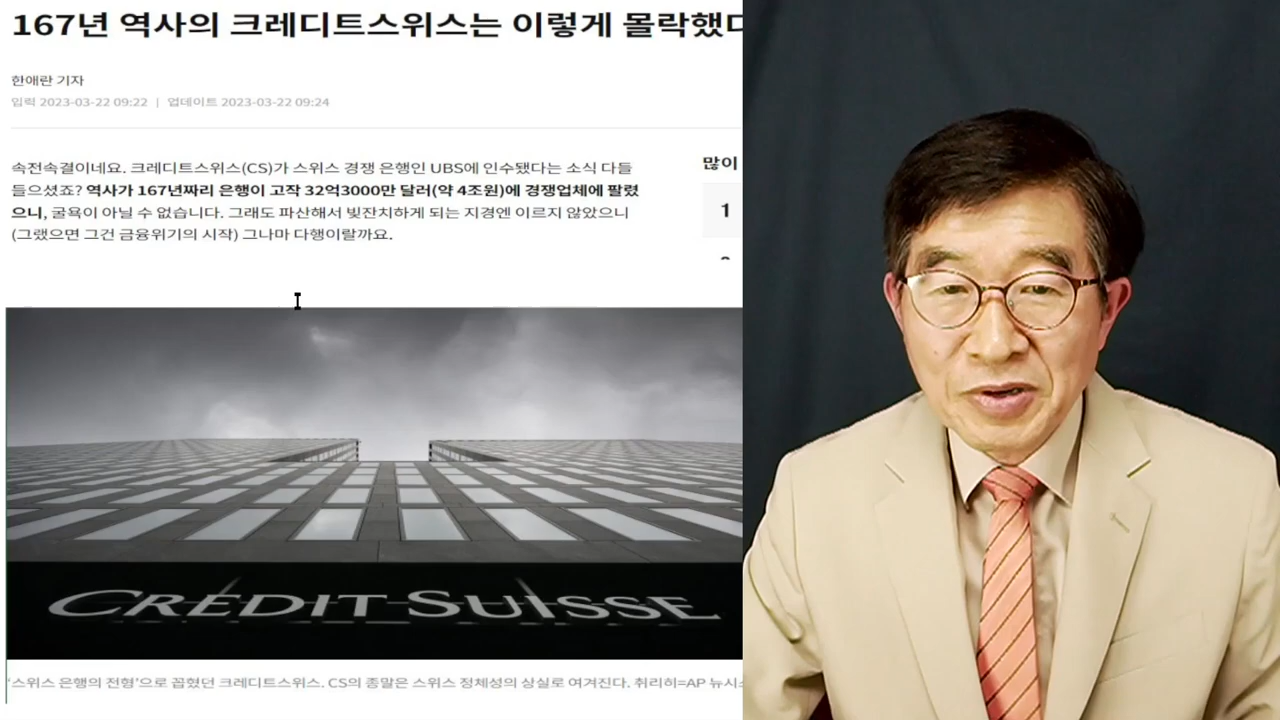 167년 역사의 크레디트스위스는 이렇게 몰락했다
한애란 기자
입력 2023-03-22 09:22 | 업데이트 2023-03-22 09:24
속전속결이네요. 크레디트스위스(CS)가 스위스 경쟁 은행인 UBS에 인수됐다는 소식 다들
들으셨죠? 역사가 167년짜리 은행이 고작 32억3000만 달러(약 4조원)에 경쟁업체에 팔렸
으니, 굴욕이 아닐 수 없습니다. 그래도 파산해서 빚잔치하게 되는 지경엔 이르지 않았으니
(그랬으면 그건 금융위기의 시작) 그나마 다행이랄까요.
많이
1
CREDIT SUISSE
'스위스 은행의 전형'으로 꼽혔던 크레디트스위스. CS의 종말은 스위스 정체성의 상실로 여겨진다. 취리히=AP 뉴시스